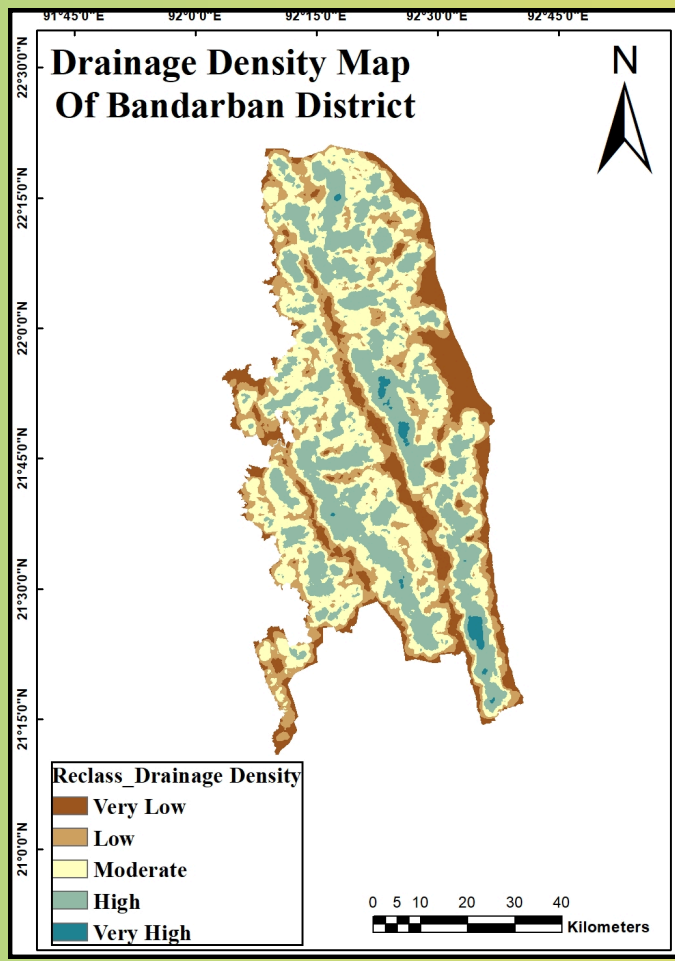 91°45'0"E 92°0'0"E 92°15'0"E 92°30'0"E 92°45'0"E
Drainage Density Map
Of Bandarban District
N
22°30'0"N
22°15'0"N
22°0'0"N
21°45'0"N
21°30'0"N
21°15'0"N
21°0'0"N
Reclass_Drainage Density
Very Low
Low
Moderate
High
Very High
0 5 10 20 30 40
Kilometers